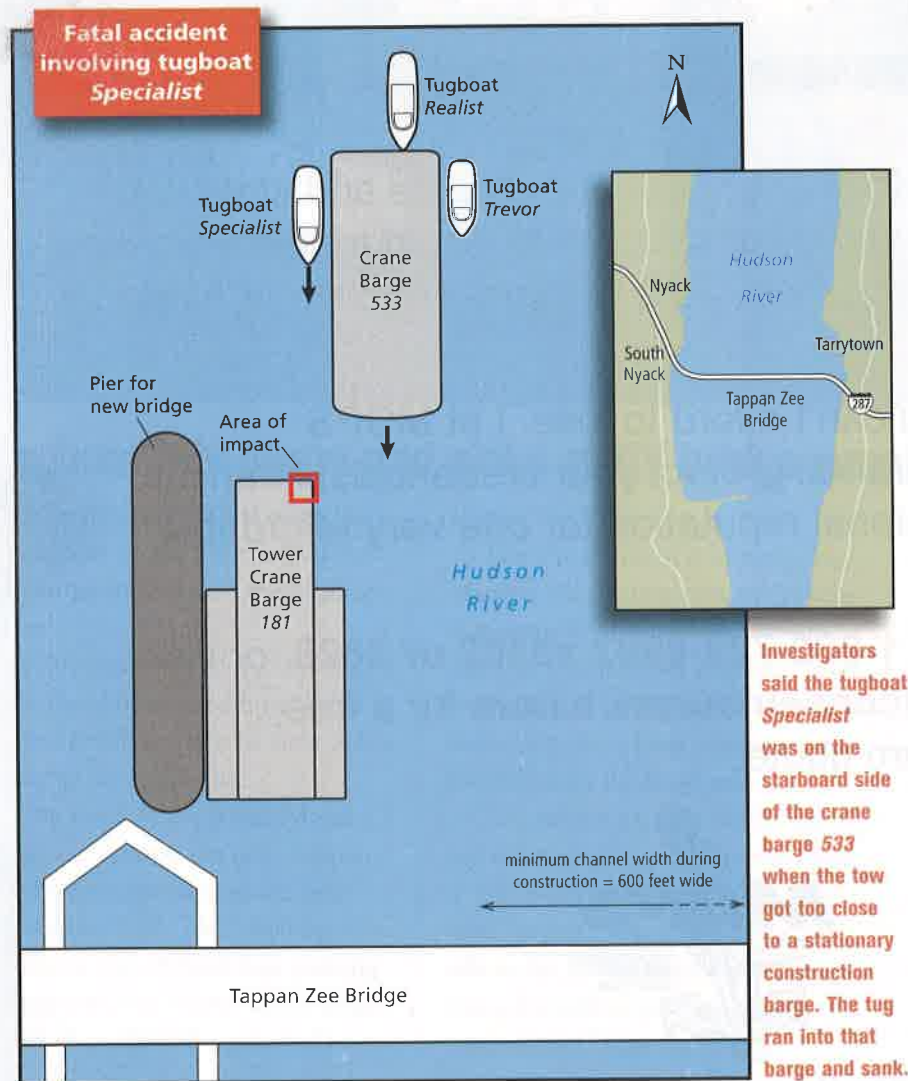 Fatal accident
involving tugboat
Specialist
Tugboat
Realist
N
Tugboat
Specialist
Tugboat
Trevor
Crane
Barge
533
Pier for
new bridge
Area of
impact
Tower
Crane
Barge
181
Hudson
River
minimum channel width during
construction = 600 feet wide
Tappan Zee Bridge
Hudson
River
Nyack
South
Nyack
Tarrytown
Tappan Zee
Bridge
287
Investigators
said the tugboat
Specialist
was on the
starboard side
of the crane
barge 533
when the tow
got too close
to a stationary
construction
barge. The tug
ran into that
barge and sank.